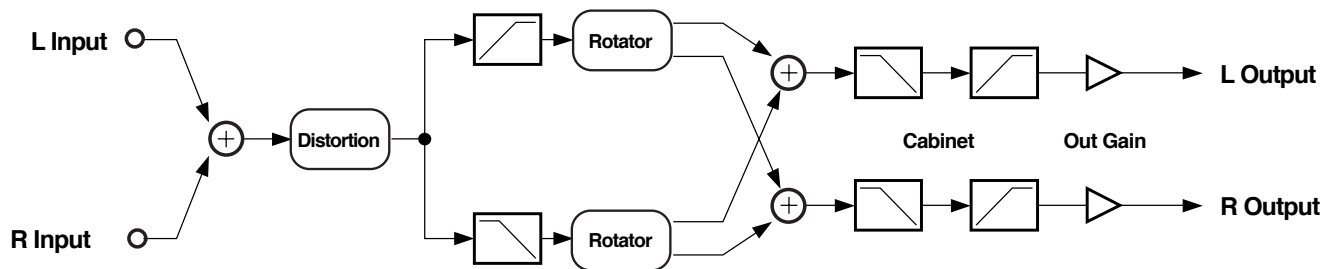 L Input
Rotator
L Output
Distortion
Cabinet
Out Gain
R Input
Rotator
R Output